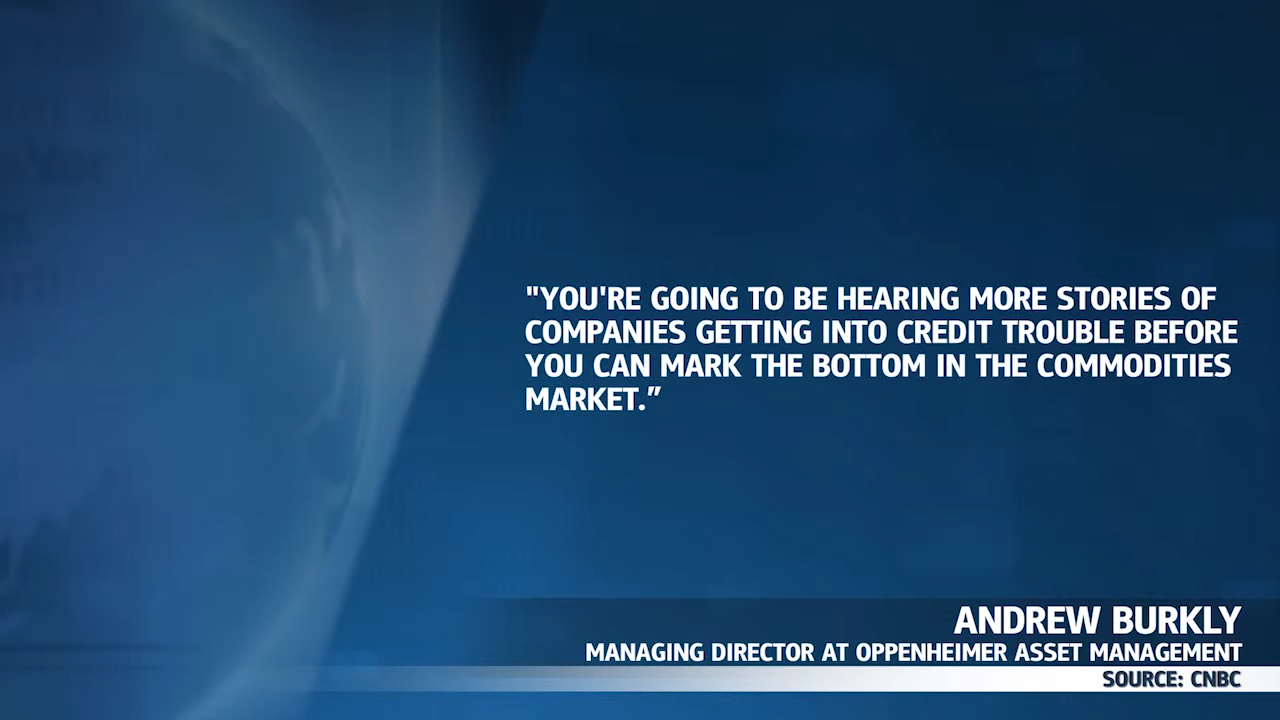 "YOU'RE GOING TO BE HEARING MORE STORIES OF
COMPANIES GETTING INTO CREDIT TROUBLE BEFORE
YOU CAN MARK THE BOTTOM IN THE COMMODITIES
MARKET.”
ANDREW BURKLY
MANAGING DIRECTOR AT OPPENHEIMER ASSET MANAGEMENT
SOURCE: CNBC